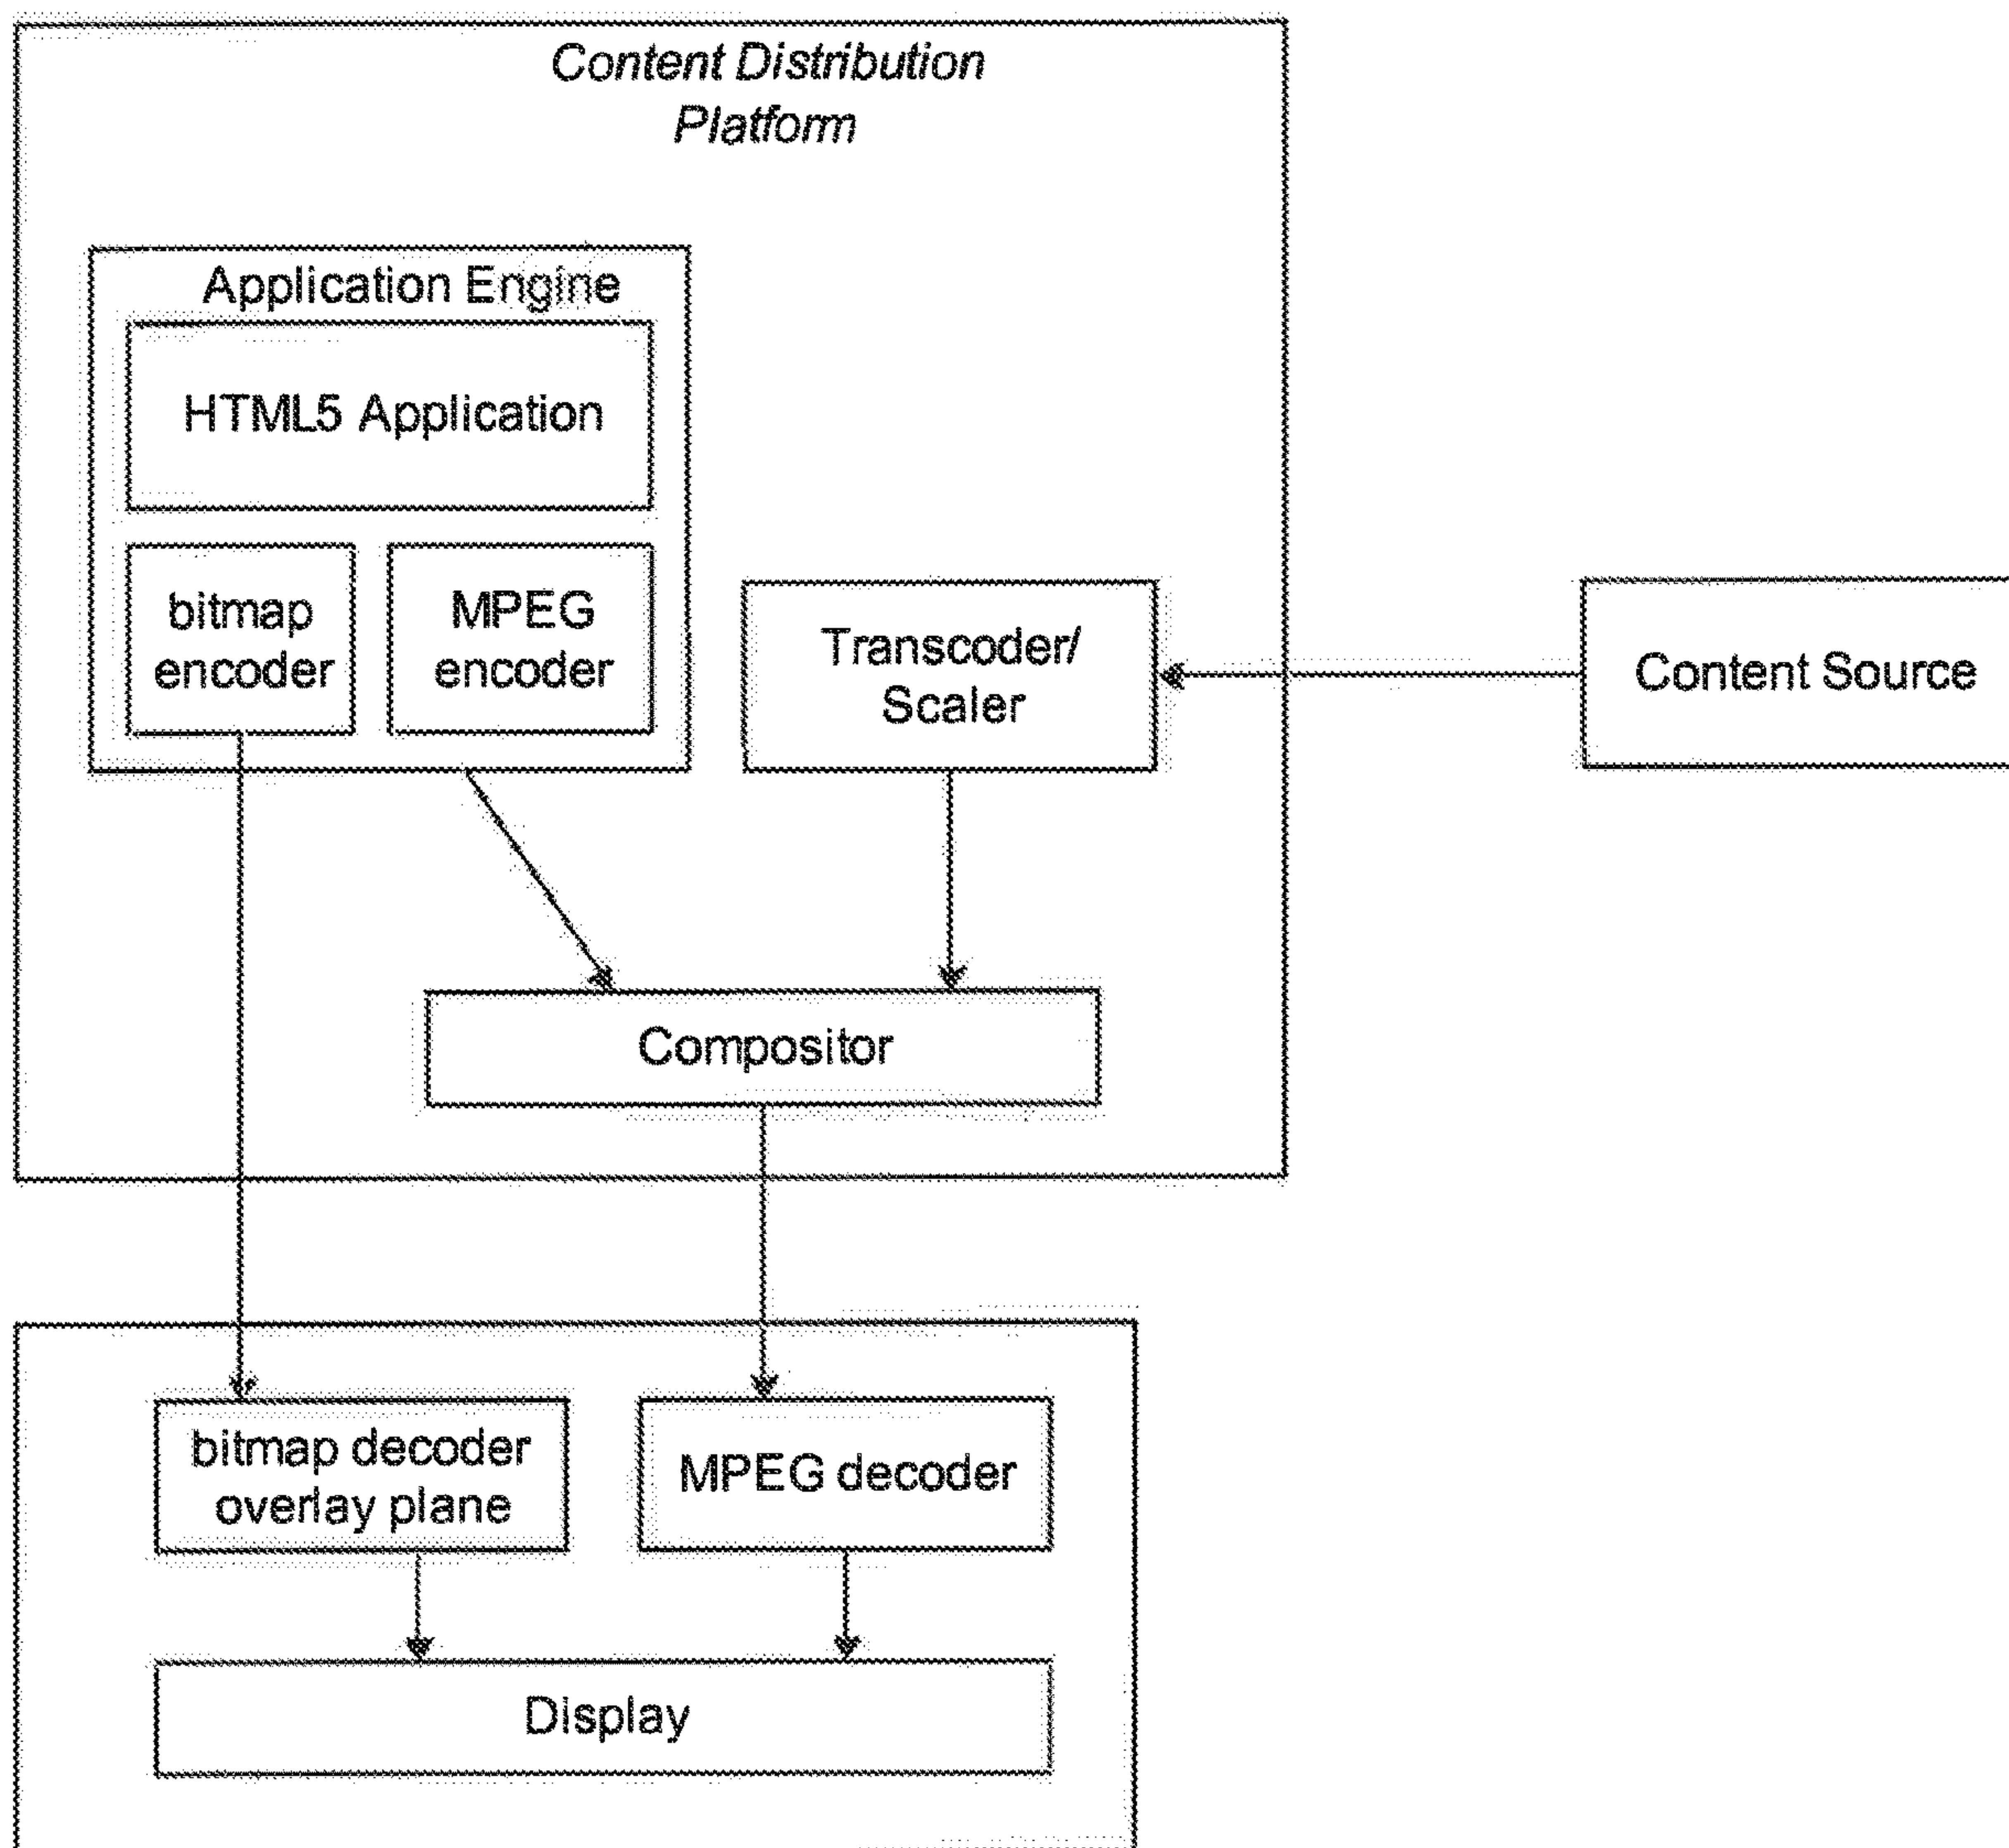 Content Distribution
Platform
Application Engine
HTML5 Application
bitmap
encoder
MPEG
encoder
Transcoder/
Scaler
Content Source
Compositor
bitmap decoder
overlay plane
MPEG decoder
Display